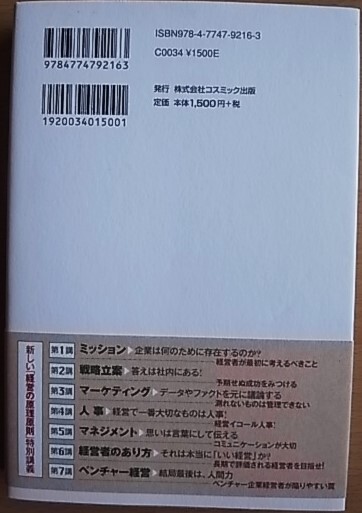 ISBN978-4-7747-9216-3
C0034 ¥1500E
9784774792163
発行 株式会社コスミック出版
定価 本体1,500円+税
1920034015001
新しい「経営の原理原則」特別講義
第1講 ミッション▶企業は何のために存在するのか?
経営者が最初に考えるべきこと
第2講 戦略立案▶答えは社内にある!
予期せぬ成功をみつける
第3講 マーケティング▶データやファクトを元に議論する
測れないものは管理できない
第4講 人事▶経営で一番大切なものは人事!
経営イコール人事!
第5講 マネジメント▶思いは言葉にして伝える
コミュニケーションが大切
第6講 経営者のあり方▶それは本当に「いい経営」か?
長期で評価される経営者を目指せ!
第7講 ベンチャー経営▶結局最後は、人間力
ベンチャー企業経営者が陥りやすい罠